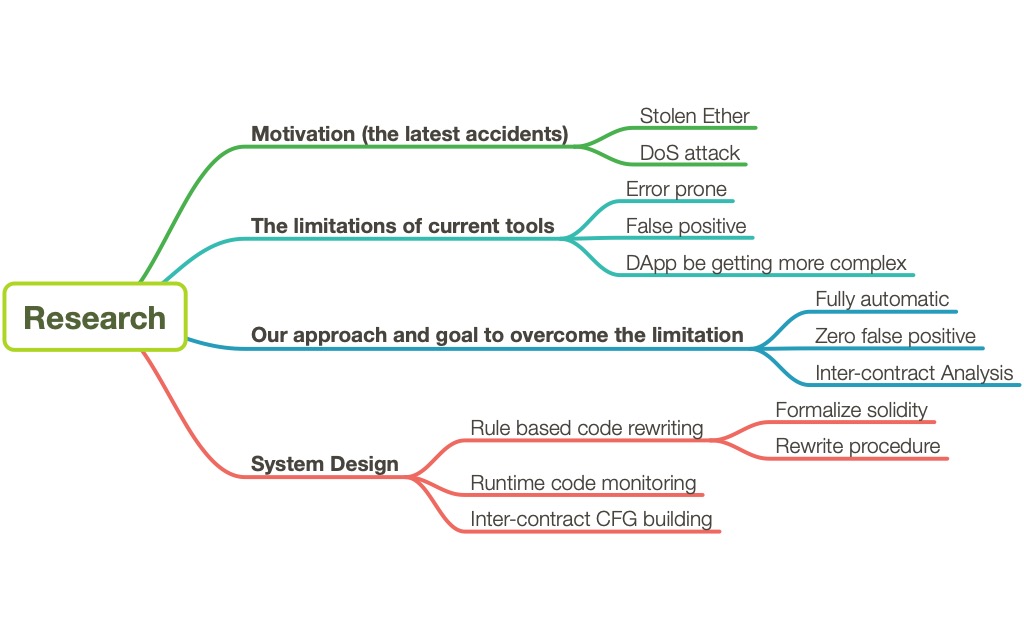 Research
Motivation (the latest accidents)
Stolen Ether
DoS attack
The limitations of current tools
Error prone
False positive
DApp be getting more complex
Our approach and goal to overcome the limitation
Fully automatic
Zero false positive
Inter-contract Analysis
System Design
Rule based code rewriting
Formalize solidity
Rewrite procedure
Runtime code monitoring
Inter-contract CFG building